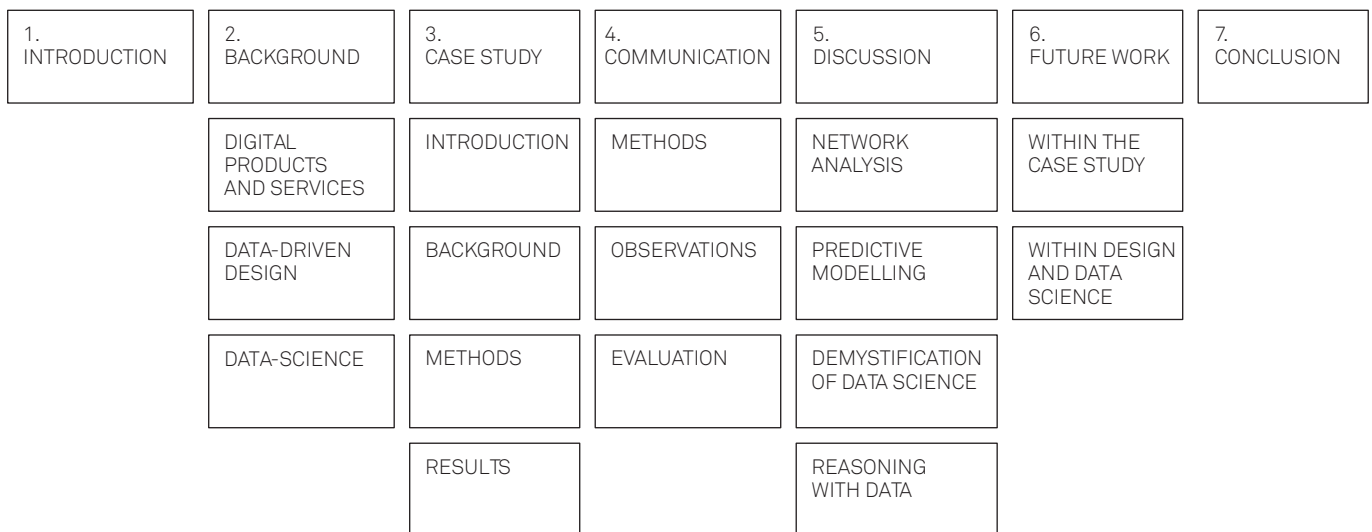 1.
INTRODUCTION
2.
BACKGROUND
3.
CASE STUDY
4.
COMMUNICATION
5.
DISCUSSION
6.
FUTURE WORK
7.
CONCLUSION
DIGITAL
PRODUCTS
AND SERVICES
INTRODUCTION
METHODS
NETWORK
ANALYSIS
WITHIN THE
CASE STUDY
DATA-DRIVEN
DESIGN
BACKGROUND
OBSERVATIONS
PREDICTIVE
MODELLING
WITHIN DESIGN
AND DATA
SCIENCE
DATA-SCIENCE
METHODS
EVALUATION
DEMYSTIFICATION
OF DATA SCIENCE
RESULTS
REASONING
WITH DATA